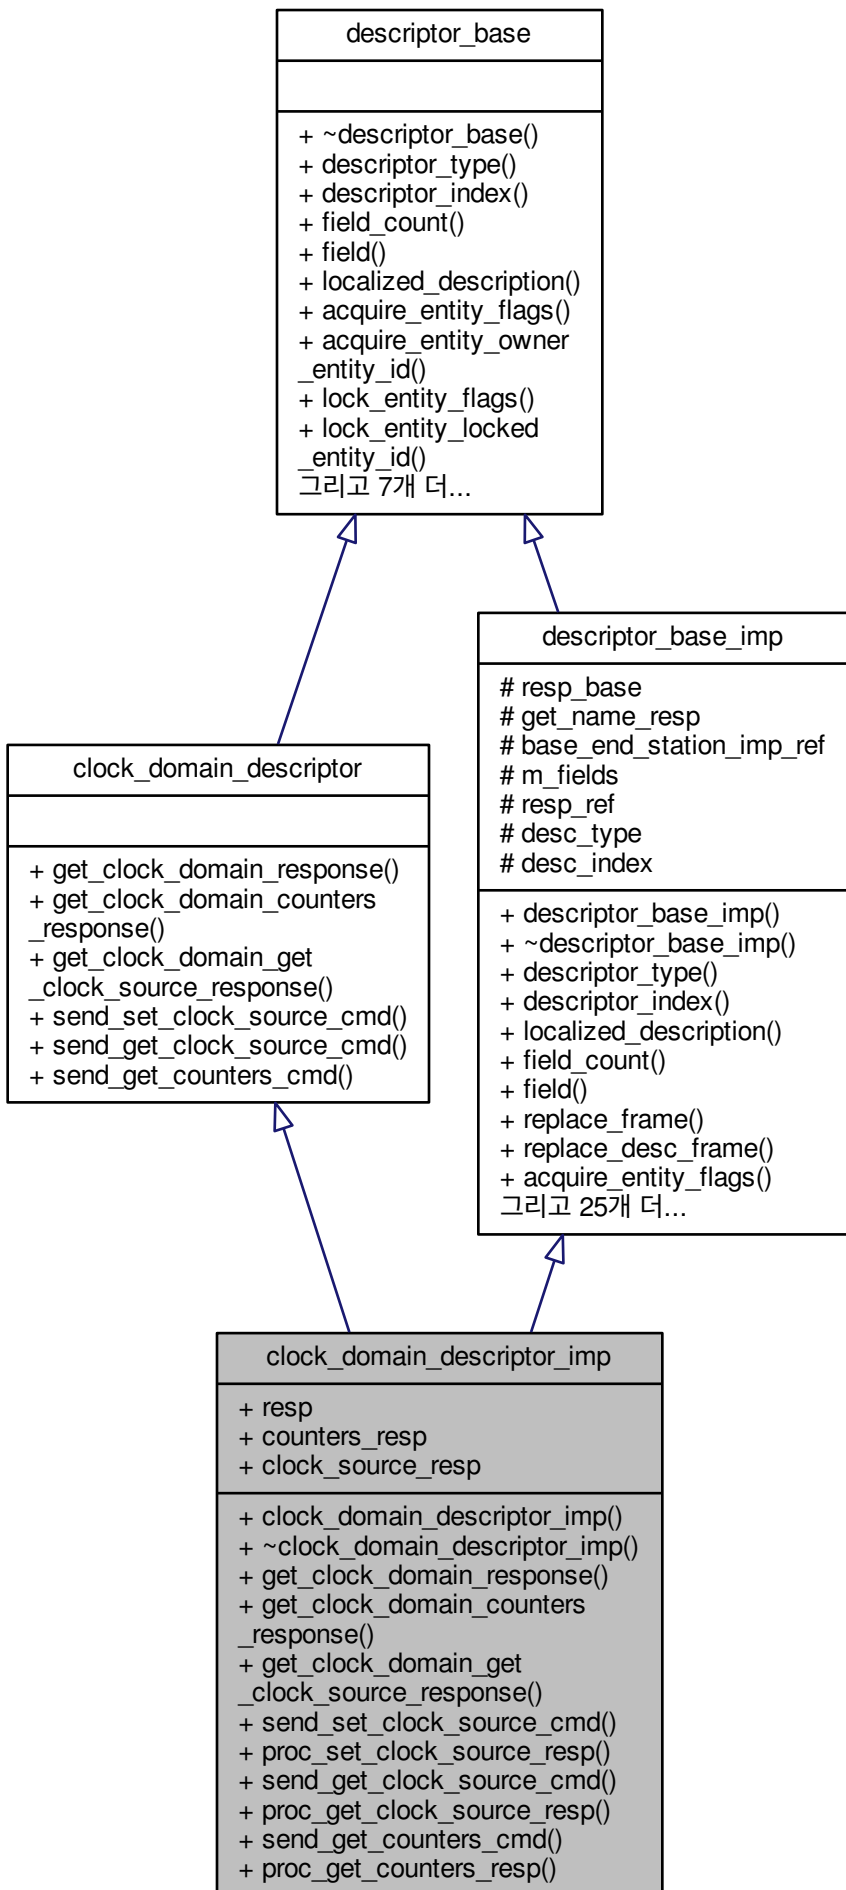 descriptor_base
+ ~descriptor_base()
+ descriptor_type()
+ descriptor_index()
+ field_count()
+ field()
+ localized_description()
+ acquire_entity_flags()
+ acquire_entity_owner
_entity_id()
+ lock_entity_flags()
+ lock_entity_locked
_entity_id()
그리고 7개 더...
descriptor_base_imp
# resp_base
# get_name_resp
# base_end_station_imp_ref
# m_fields
# resp_ref
# desc_type
# desc_index
+ descriptor_base_imp()
+ ~descriptor_base_imp()
+ descriptor_type()
+ descriptor_index()
+ localized_description()
+ field_count()
+ field()
+ replace_frame()
+ replace_desc_frame()
+ acquire_entity_flags()
그리고 25개 더...
clock_domain_descriptor
+ get_clock_domain_response()
+ get_clock_domain_counters
_response()
+ get_clock_domain_get
_clock_source_response()
+ send_set_clock_source_cmd()
+ send_get_clock_source_cmd()
+ send_get_counters_cmd()
clock_domain_descriptor_imp
+ resp
+ counters_resp
+ clock_source_resp
+ clock_domain_descriptor_imp()
+ ~clock_domain_descriptor_imp()
+ get_clock_domain_response()
+ get_clock_domain_counters
_response()
+ get_clock_domain_get
_clock_source_response()
+ send_set_clock_source_cmd()
+ proc_set_clock_source_resp()
+ send_get_clock_source_cmd()
+ proc_get_clock_source_resp()
+ send_get_counters_cmd()
+ proc_get_counters_resp()